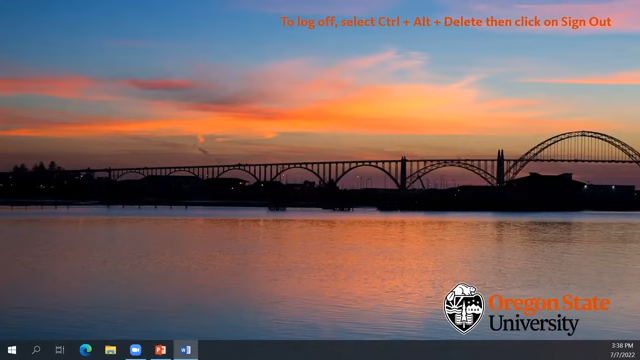 To log off, select Ctrl + Alt + Delete then click on Sign Out
Oregon State
University
3:38 PM
7/7/2022